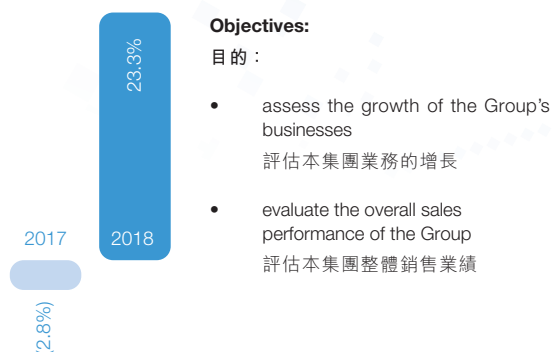 23.3%
2017
2018
(2.8%)
Objectives:
目的：
• assess the growth of the Group's
businesses
評估本集團業務的增長
• evaluate the overall sales
performance of the Group
評估本集團整體銷售業績